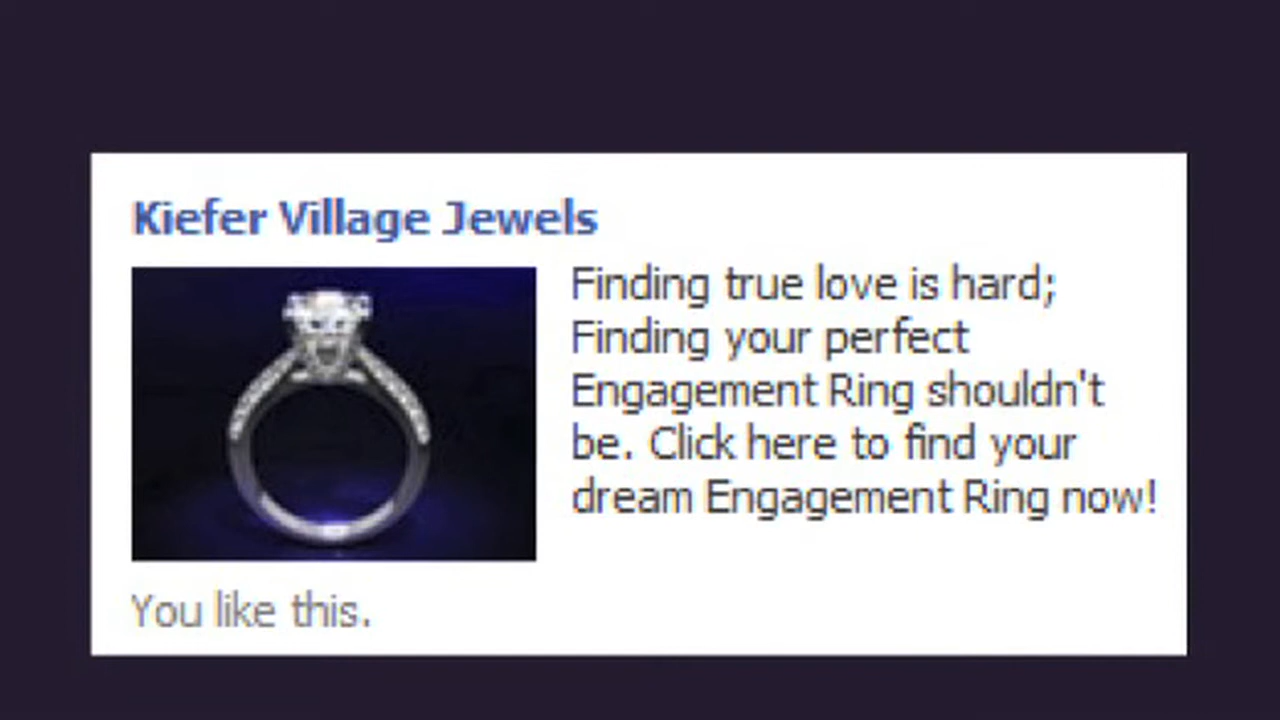 Kiefer Village Jewels
Finding true love is hard;
Finding your perfect
Engagement Ring shouldn't
be. Click here to find your
dream Engagement Ring now!
You like this.